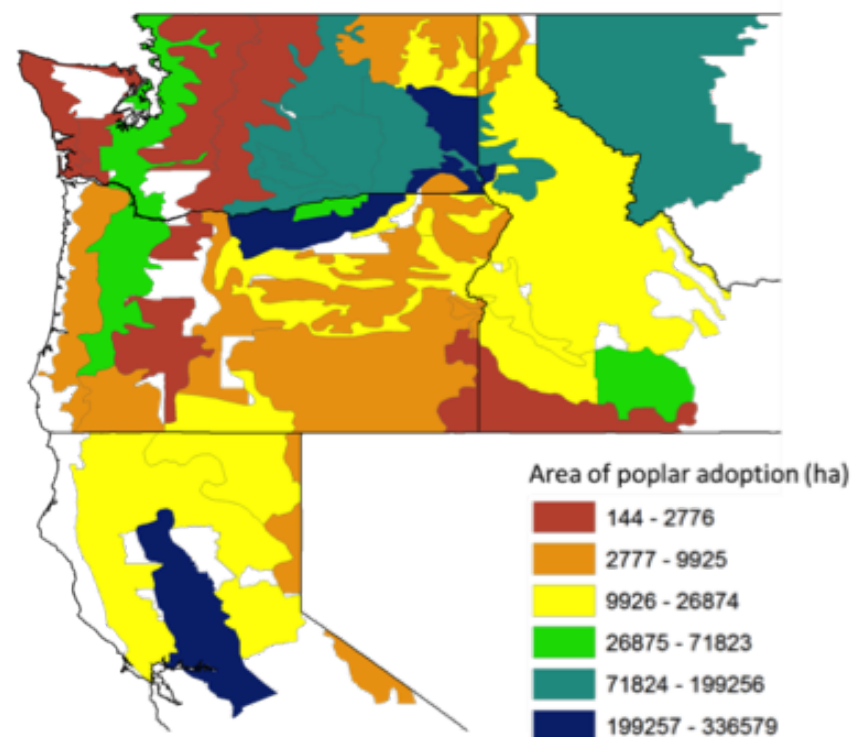 Area of poplar adoption (ha)
144 - 2776
2777 - 9925
9926 - 26874
26875 - 71823
71824 - 199256
199257 - 336579